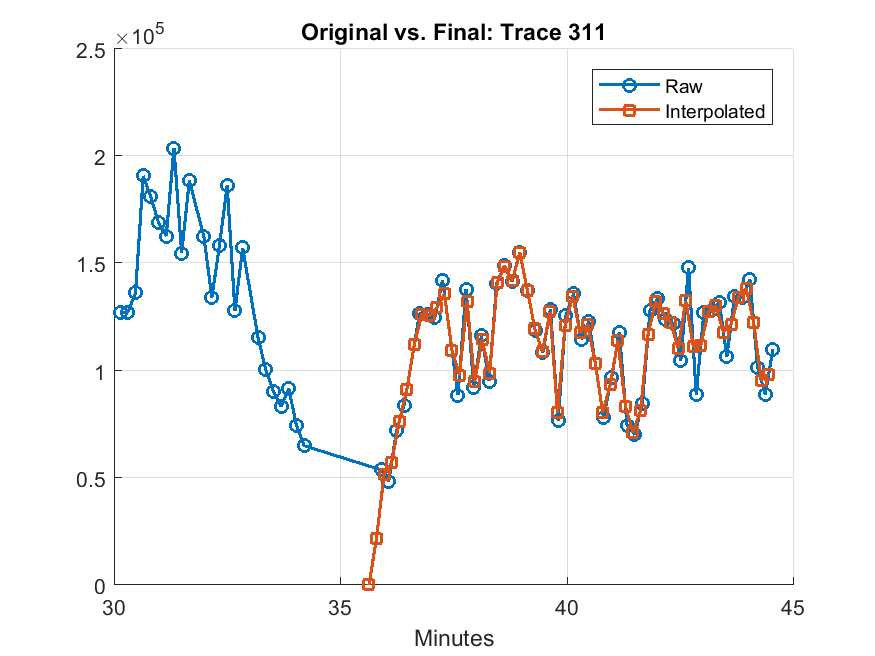 Original vs. Final: Trace 311
×10^5
2.5
2
1.5
1
0.5
0
30
35
40
45
Minutes
Raw
Interpolated